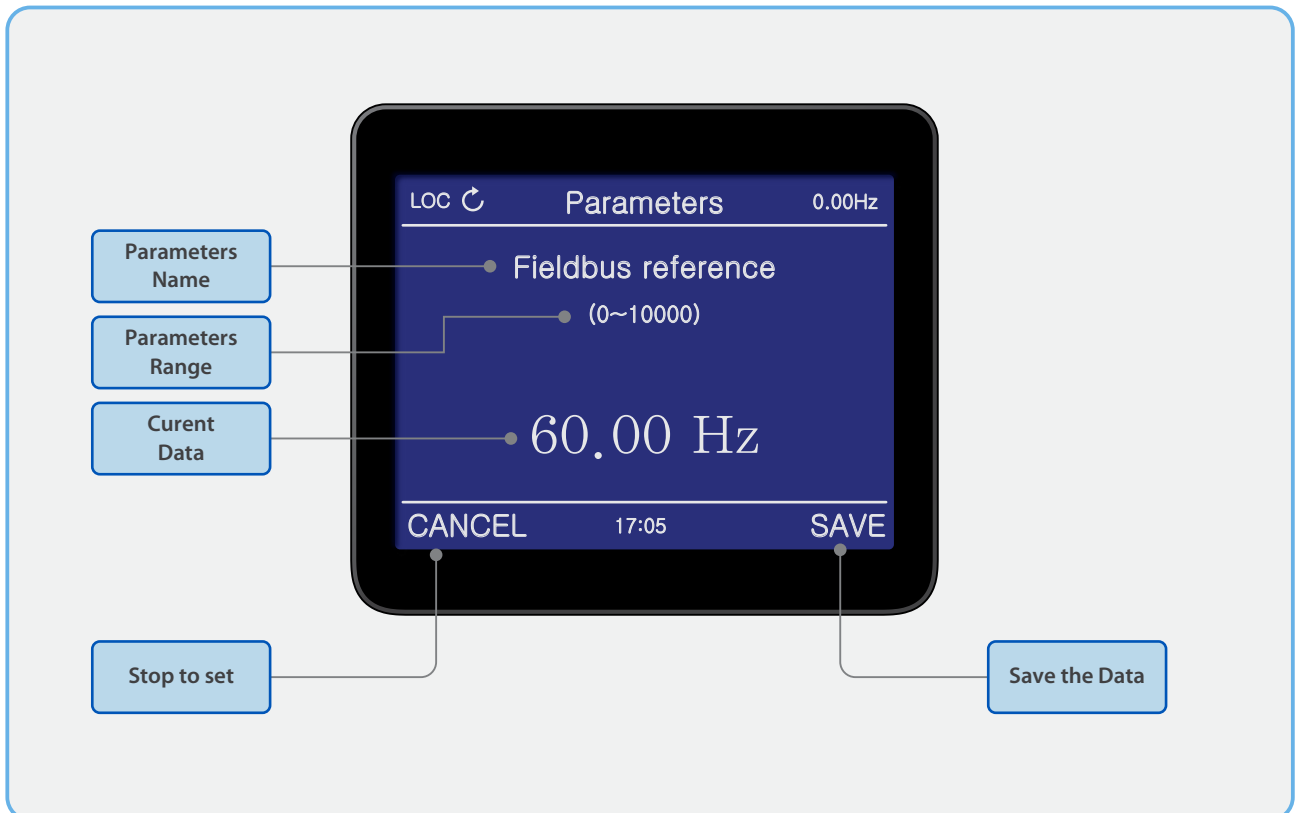 LOC Parameters 0.00Hz
Parameters
Name
Fieldbus reference
(0~10000)
Parameters
Range
Curent
Data
60.00 Hz
CANCEL 17:05 SAVE
Stop to set
Save the Data